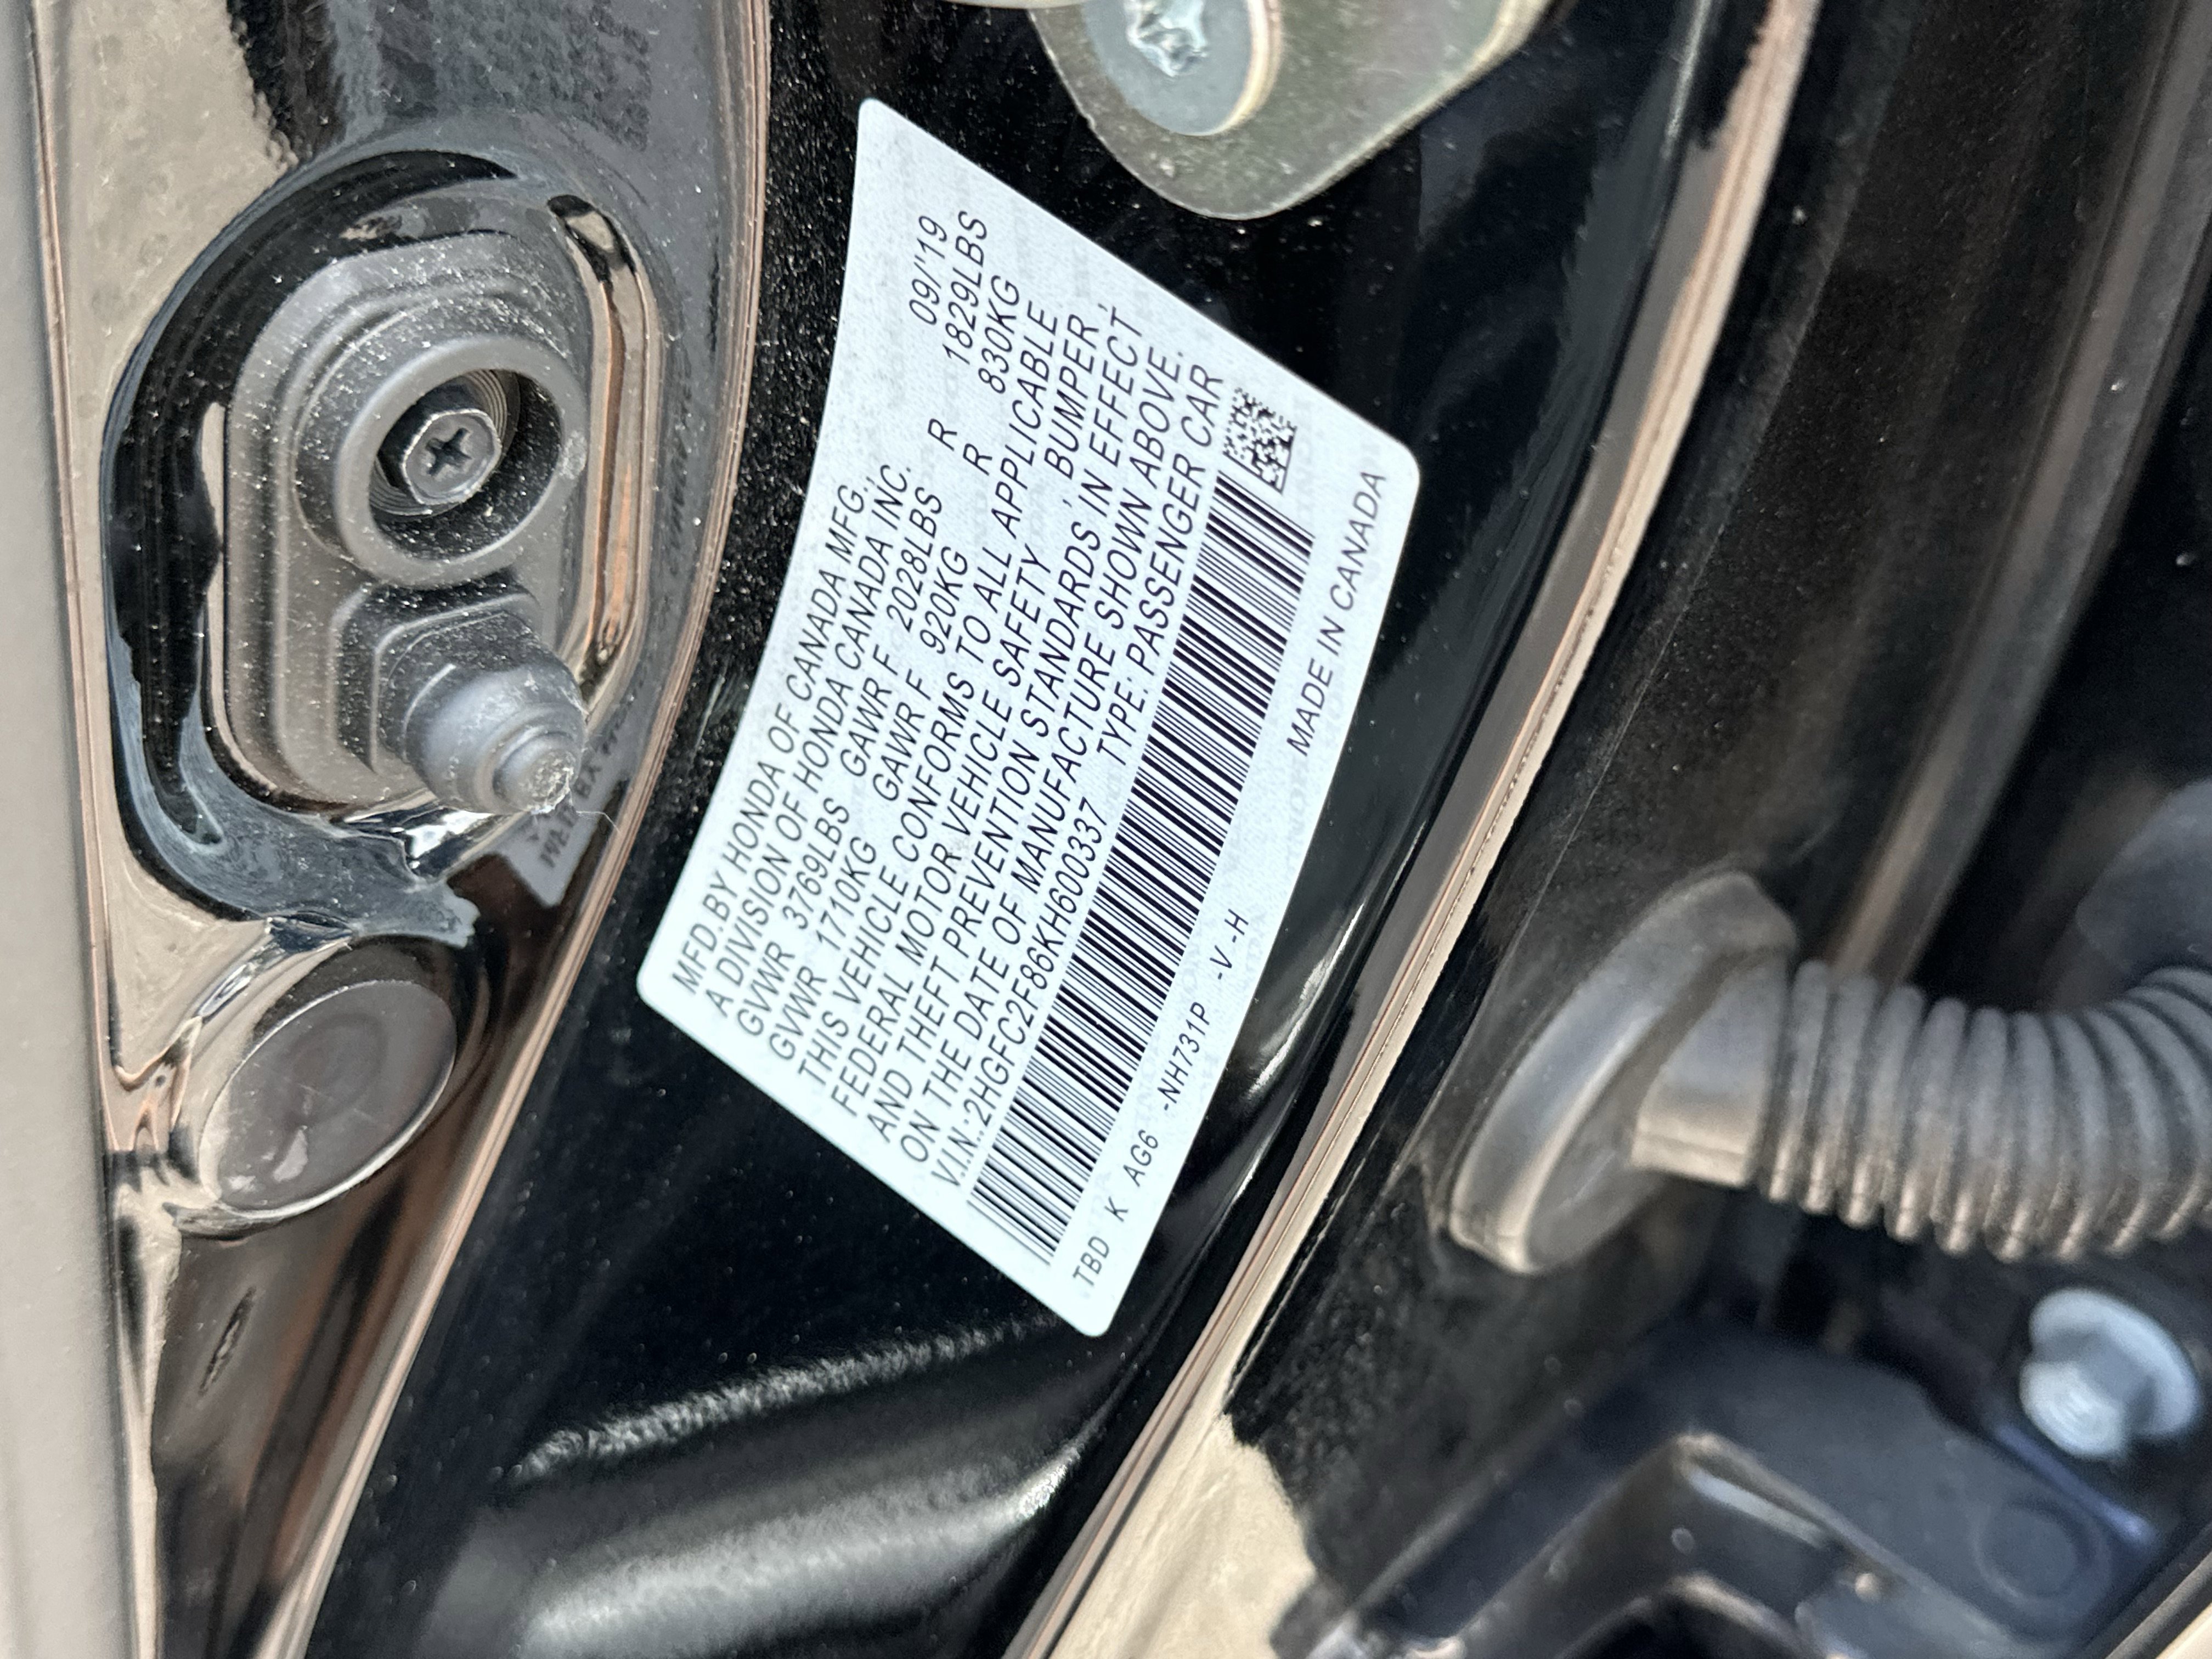 MFD.BY HONDA OF CANADA MFG.,
A DIVISION OF HONDA CANADA INC. 09/'19
GVWR 3769LBS GAWR F 2028LBS R 1829LBS
GVWR 1710KG GAWR F 920KG R 830KG
THIS VEHICLE CONFORMS TO ALL APPLICABLE
FEDERAL MOTOR VEHICLE SAFETY , BUMPER ,
AND THEFT PREVENTION STANDARDS IN EFFECT
ON THE DATE OF MANUFACTURE SHOWN ABOVE.
V.I.N.:2HGFC2F86KH600337 TYPE: PASSENGER CAR
TBD K AG6 -NH731P -V -H MADE IN CANADA